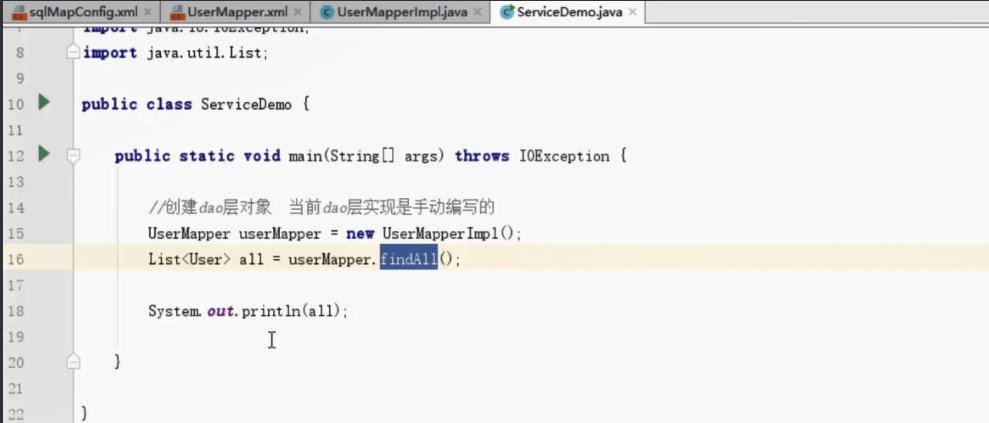 sqlMapConfig.xml × UserMapper.xml × UserMapperImpl.java × ServiceDemo.java ×
7 import java.io.IOException;
8 import java.util.List;
9
10 public class ServiceDemo {
11
12 public static void main(String[] args) throws IOException {
13
14 //创建dao层对象 当前dao层实现是手动编写的
15 UserMapper userMapper = new UserMapperImpl();
16 List<User> all = userMapper.findAll();
17
18 System.out.println(all);
19
20 }
21
22 }